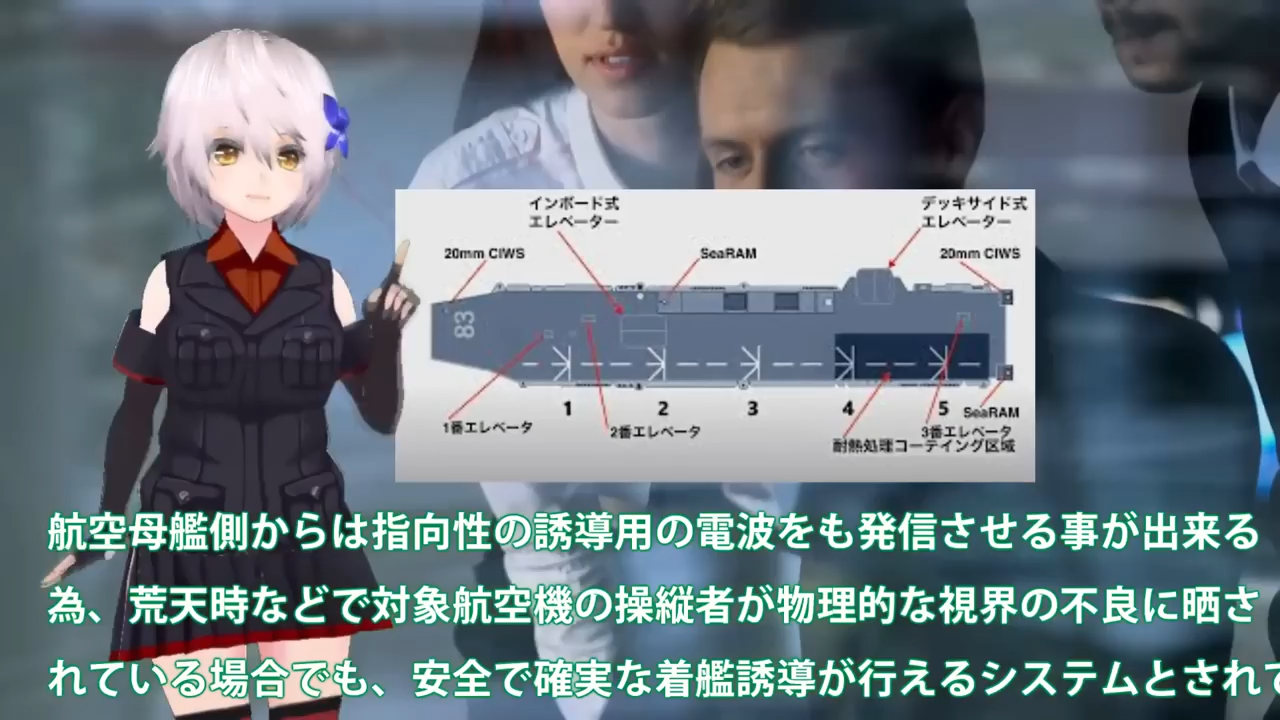 インボード式
エレベーター
デッキサイド式
エレベーター
20mm CIWS
SeaRAM
20mm CIWS
83
1
2
3
4
5
SeaRAM
1番エレベータ
2番エレベータ
3番エレベータ
耐熱処理コーティング区域
航空母艦側からは指向性の誘導用の電波をも発信させる事が出来る
為、荒天時などで対象航空機の操縦者が物理的な視界の不良に晒さ
れている場合でも、安全で確実な着艦誘導が行えるシステムとされて